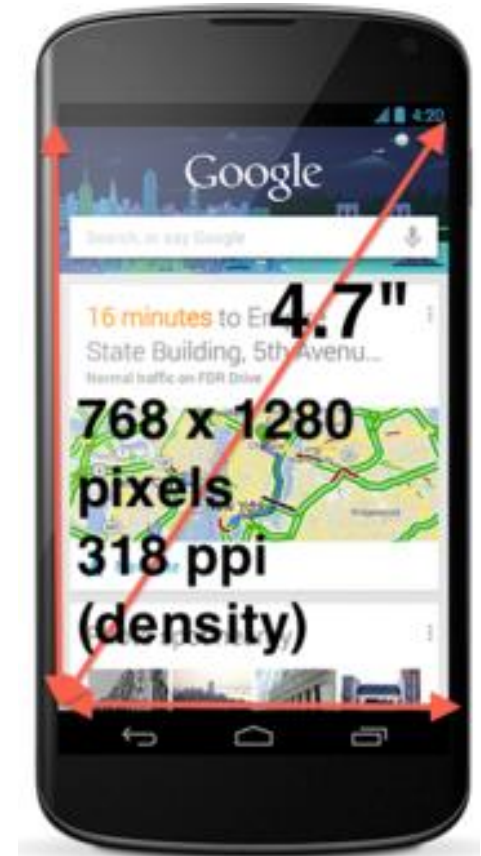 4:20
Google
Search, or say Google
4.7"
16 minutes to Em
State Building, 5th Avenu...
Normal traffic on FDR Drive
768 x 1280
pixels
318 ppi
(density)